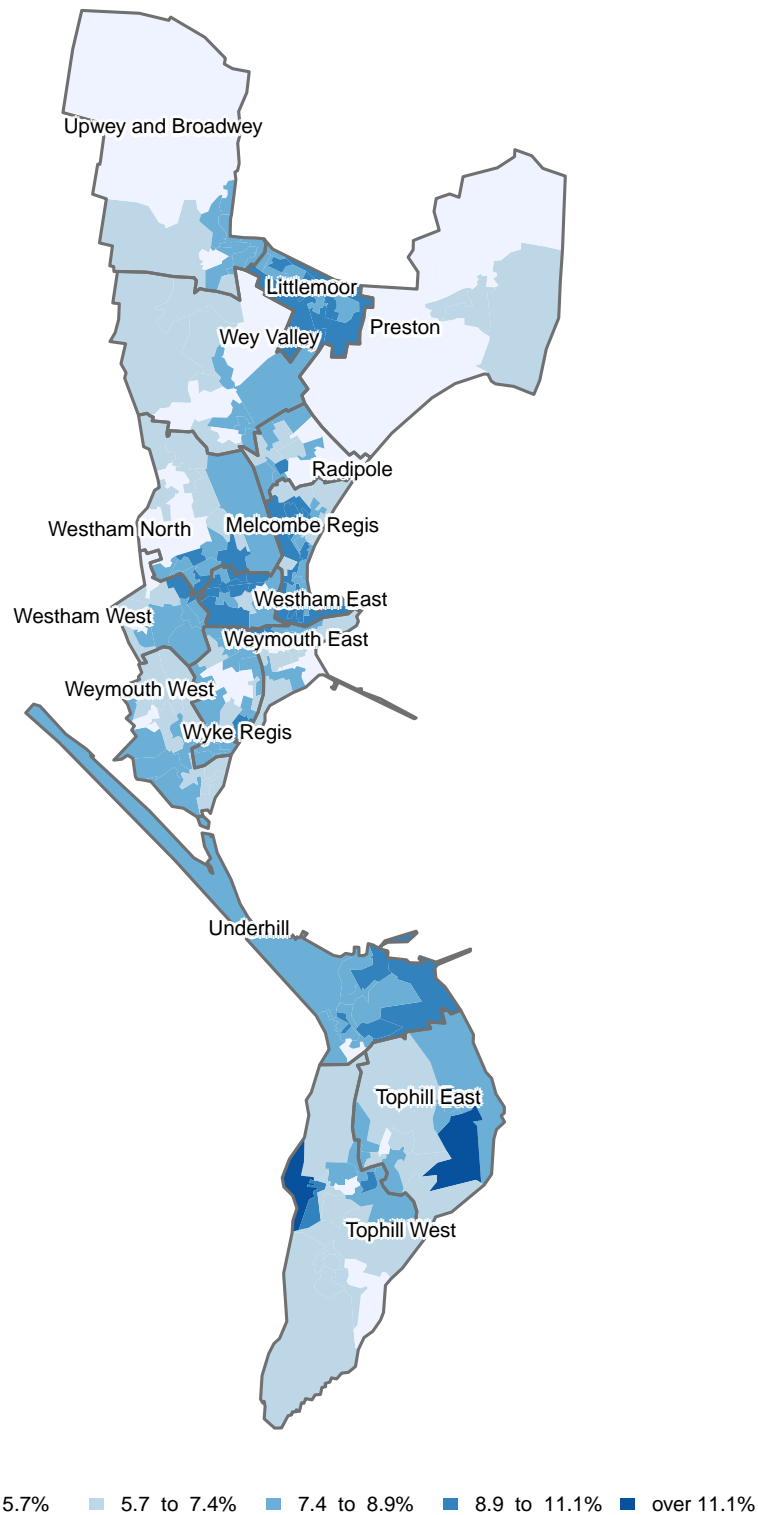 Upwey and Broadwey
Littlemoor
Preston
Wey Valley
Radipole
Westham North
Melcombe Regis
Westham East
Westham West
Weymouth East
Weymouth West
Wyke Regis
Underhill
Tophill East
Tophill West
5.7% 5.7 to 7.4% 7.4 to 8.9% 8.9 to 11.1% over 11.1%